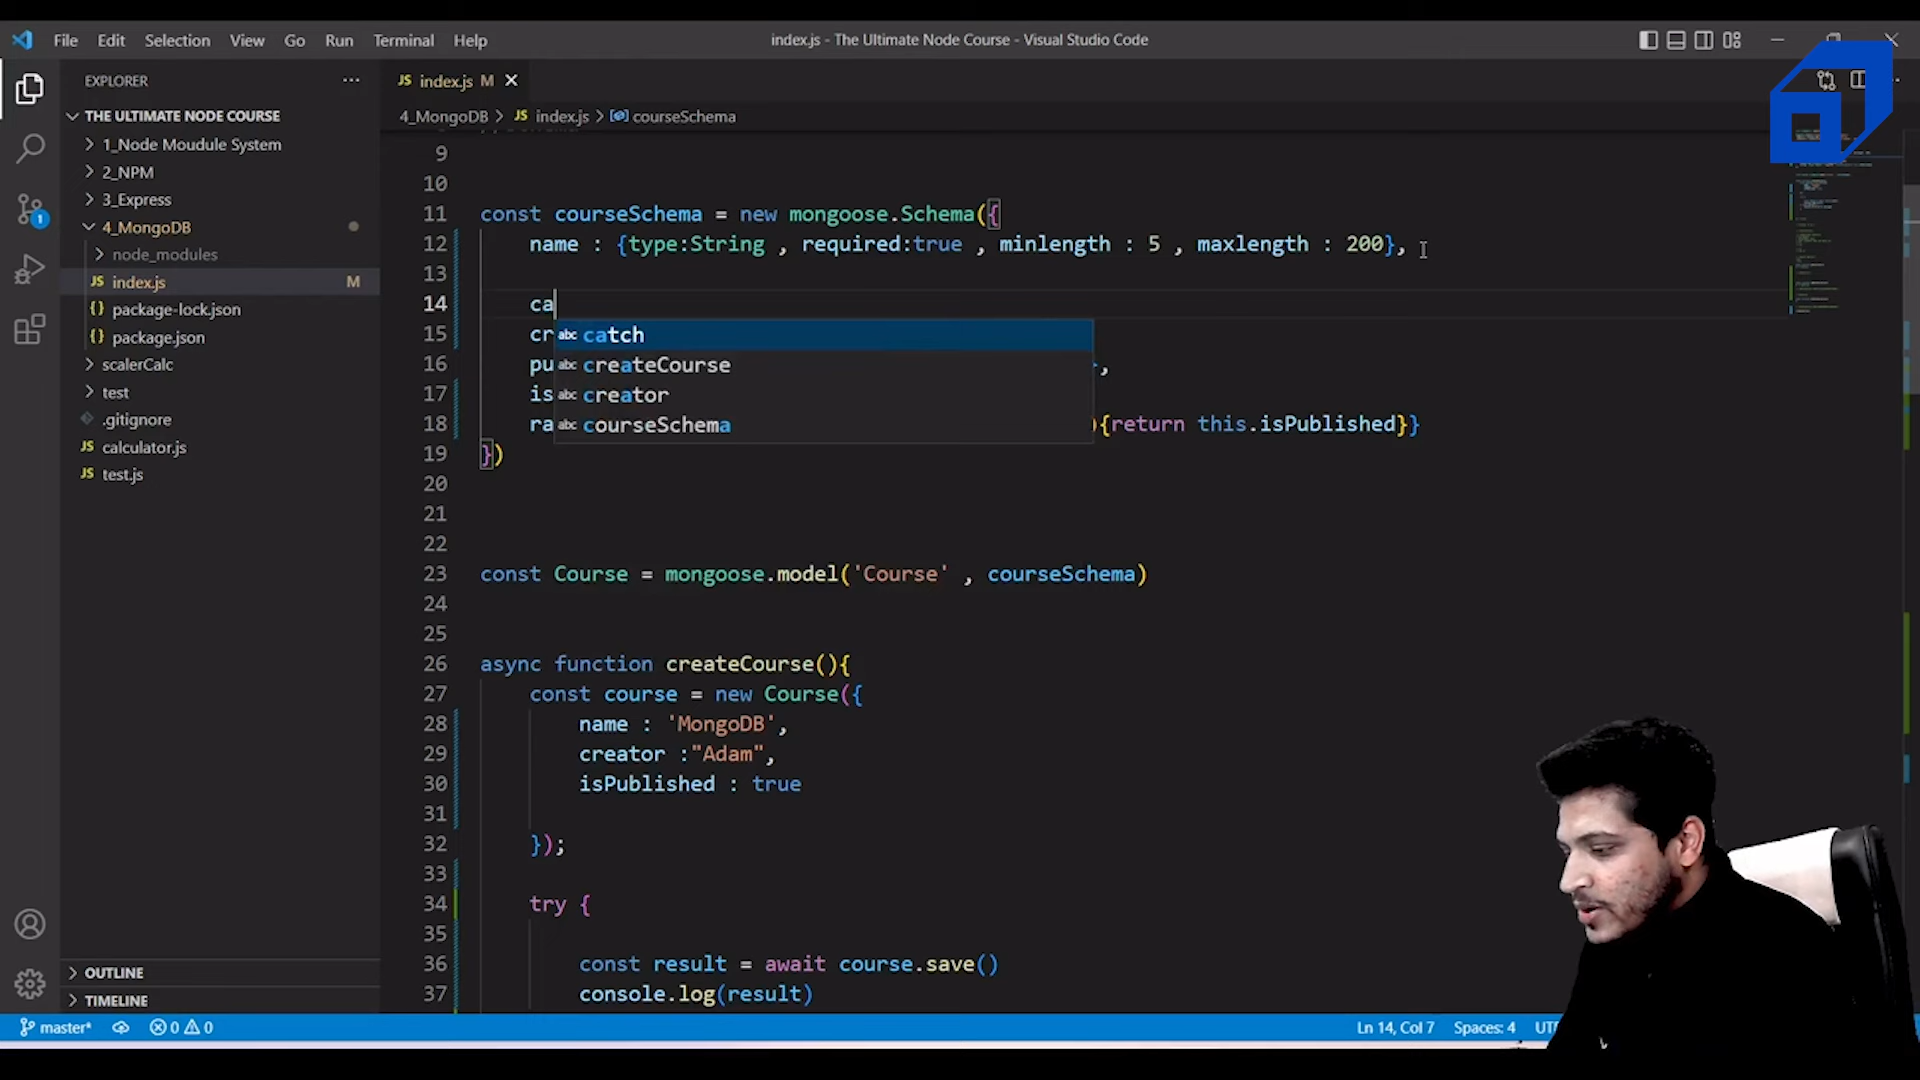 File Edit Selection View Go Run Terminal Help
index.js - The Ultimate Node Course - Visual Studio Code
EXPLORER
JS index.js M
THE ULTIMATE NODE COURSE
4_MongoDB > JS index.js > courseSchema
1_Node Moudule System
2_NPM
3_Express
4_MongoDB
node_modules
JS index.js M
{} package-lock.json
{} package.json
scalerCalc
test
.gitignore
JS calculator.js
JS test.js
OUTLINE
TIMELINE
1
9
10
11 const courseSchema = new mongoose.Schema({
12 name : {type:String , required:true , minlength : 5 , maxlength : 200},
13
14 ca
15 cr
16 pu ,
17 is
18 ra ){return this.isPublished}}
19 })
abc catch
abc createCourse
abc creator
abc courseSchema
20
21
22
23 const Course = mongoose.model('Course' , courseSchema)
24
25
26 async function createCourse(){
27 const course = new Course({
28 name : 'MongoDB',
29 creator :"Adam",
30 isPublished : true
31
32 });
33
34 try {
35
36 const result = await course.save()
37 console.log(result)
master* 0 0
Ln 14, Col 7 Spaces: 4